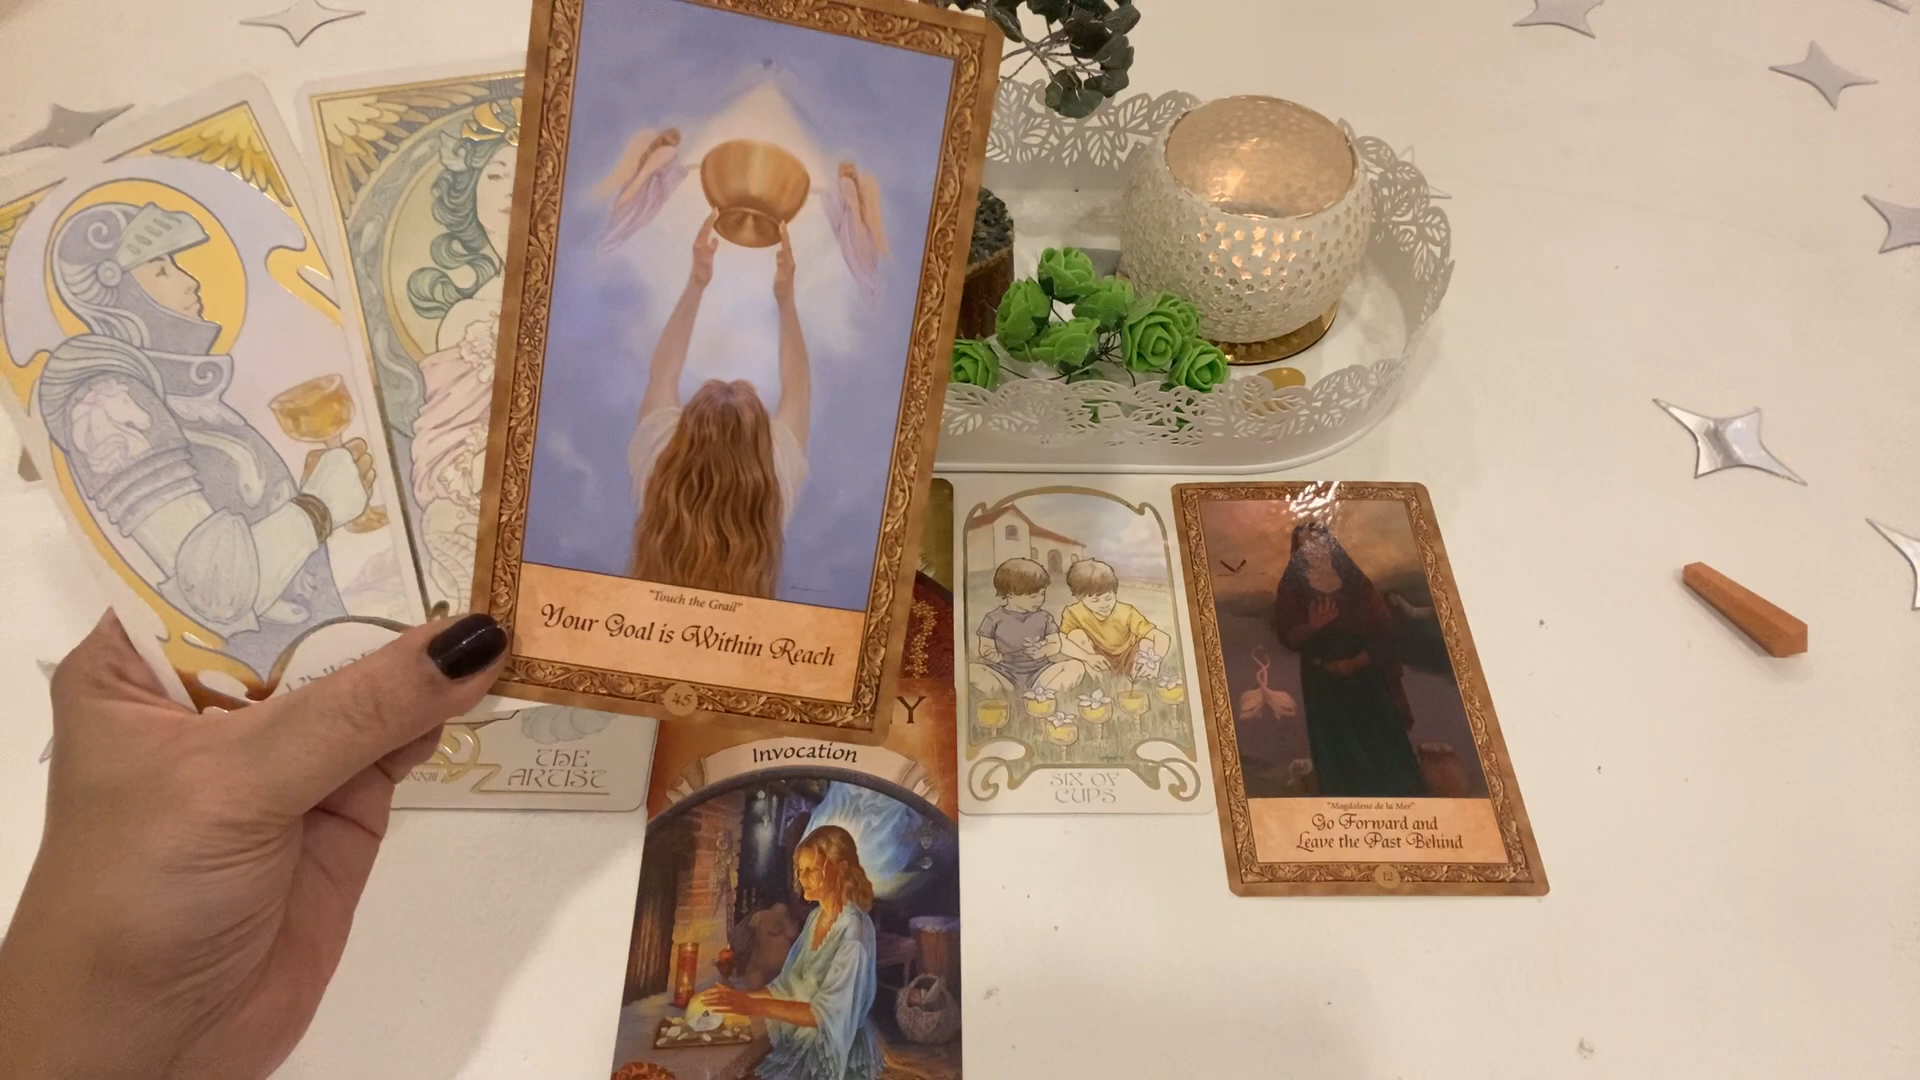 "Touch the Grail"
Your Goal is Within Reach
45
XXIII
THE
ARTIST
Y
Invocation
SIX OF
CUPS
"Magdalene de la Mer"
Go Forward and
Leave the Past Behind
12